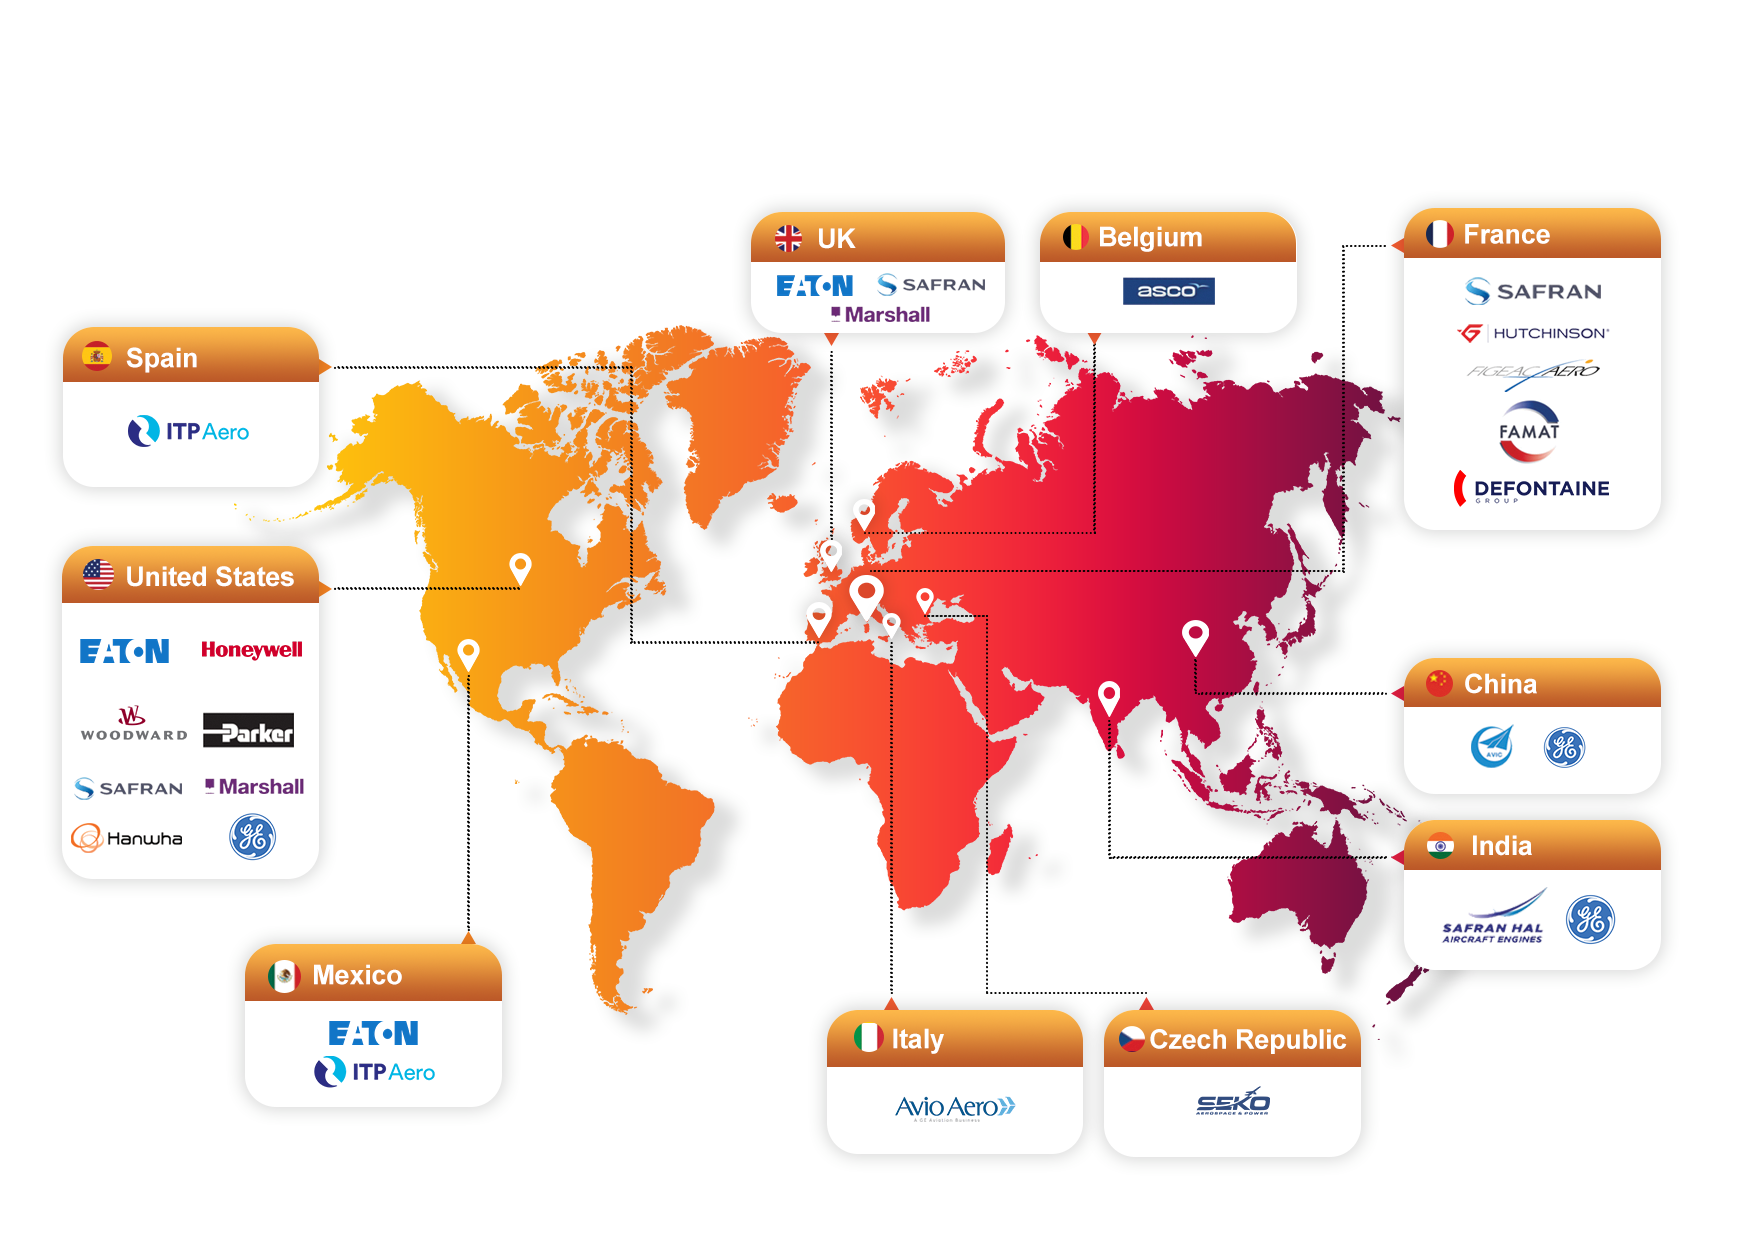 UK
EATON
SAFRAN
Marshall
Belgium
asco
France
SAFRAN
HUTCHINSON®
FIGEAC AERO
FAMAT
DEFONTAINE
GROUP
Spain
ITP Aero
United States
EATON
Honeywell
WOODWARD
Parker
SAFRAN
Marshall
Hanwha
GE
China
AVIC
GE
India
SAFRAN HAL
AIRCRAFT ENGINES
GE
Mexico
EATON
ITP Aero
Italy
Avio Aero
A GE Aviation Business
Czech Republic
SEKO
AEROSPACE & POWER